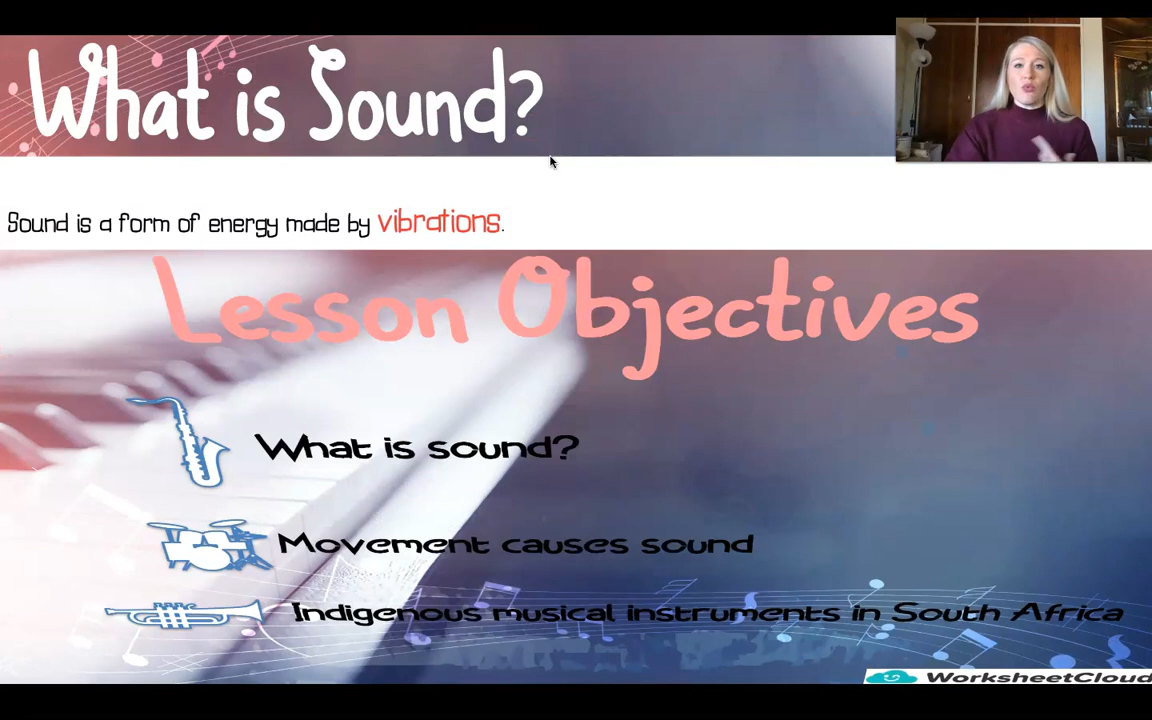 What is Sound?
Sound is a form of energy made by vibrations.
Lesson Objectives
What is sound?
Movement causes sound
Indigenous musical instruments in South Africa
WorksheetCloud